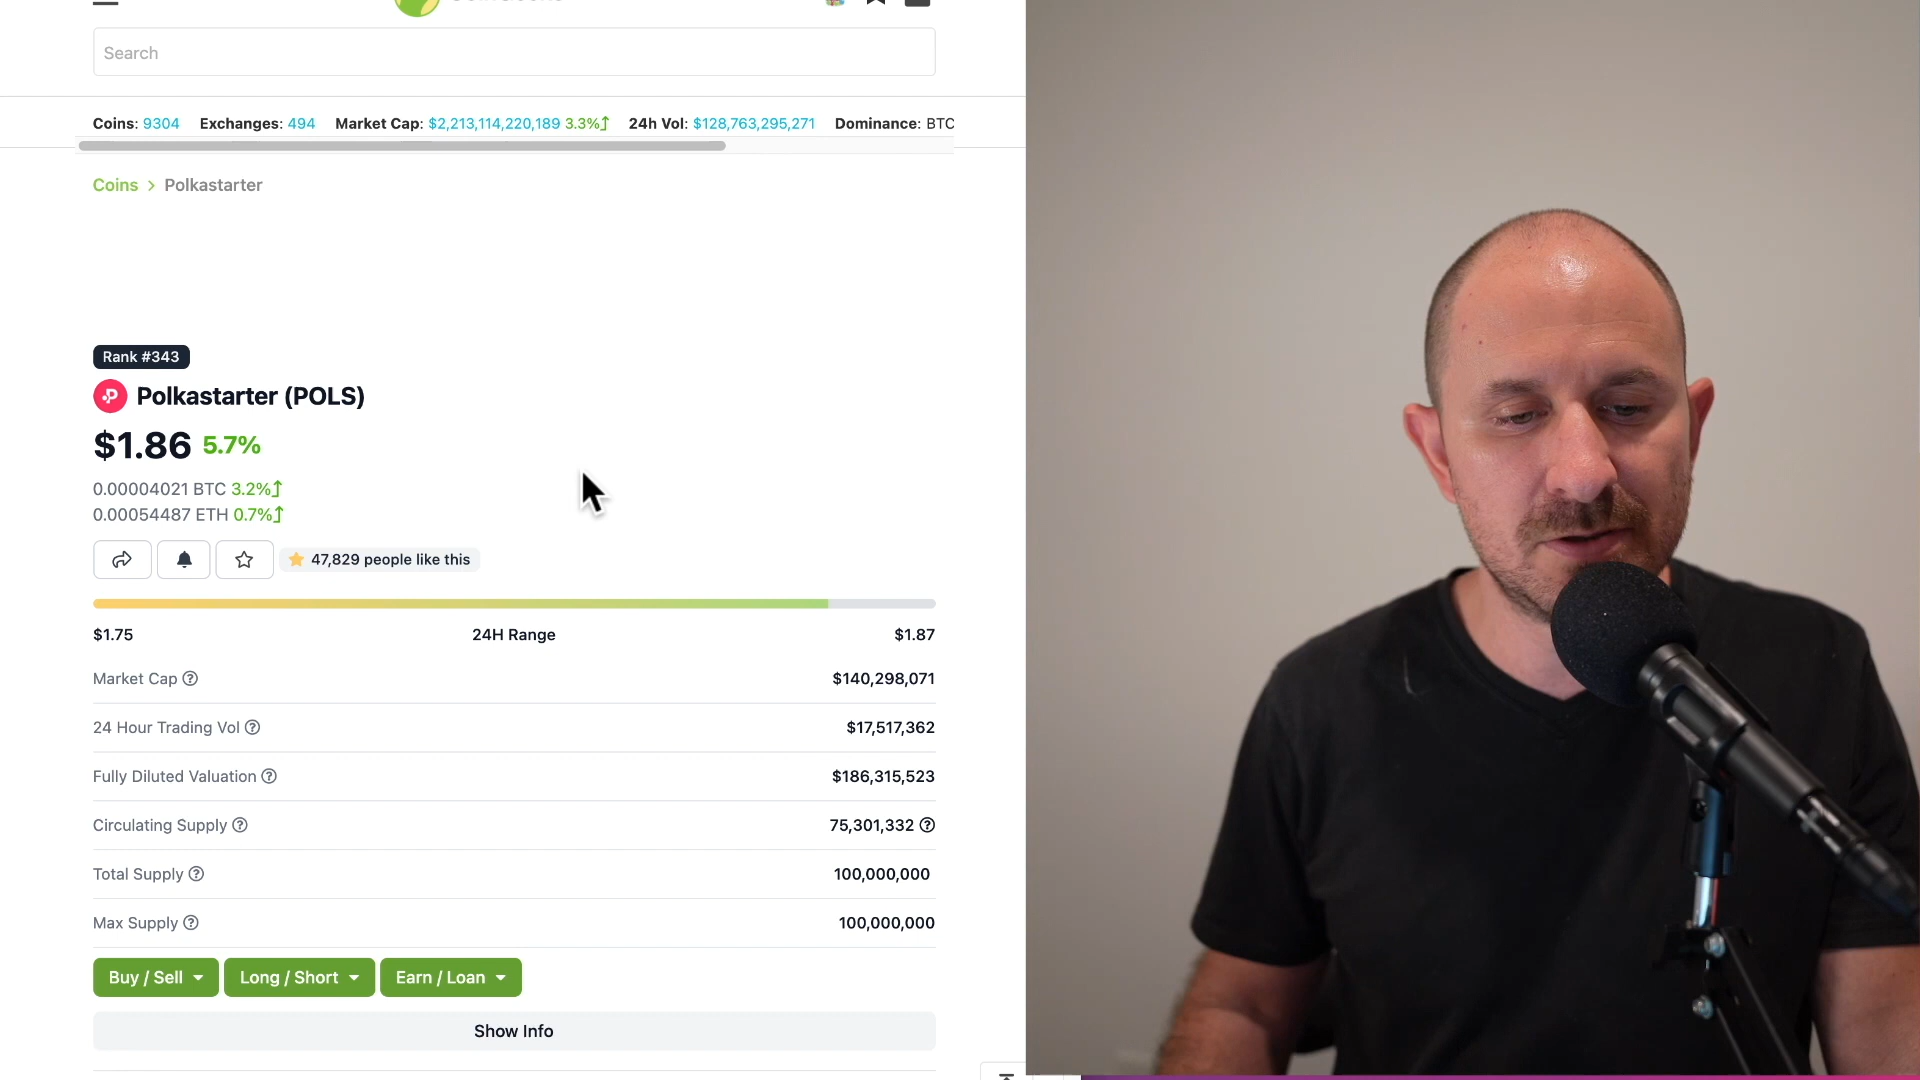 Search
Coins: 9304 Exchanges: 494 Market Cap: $2,213,114,220,189 3.3% 24h Vol: $128,763,295,271 Dominance: BTC
Coins > Polkastarter
Rank #343
Polkastarter (POLS)
$1.86 5.7%
0.00004021 BTC 3.2%
0.00054487 ETH 0.7%
47,829 people like this
$1.75 24H Range $1.87
Market Cap $140,298,071
24 Hour Trading Vol $17,517,362
Fully Diluted Valuation $186,315,523
Circulating Supply 75,301,332
Total Supply 100,000,000
Max Supply 100,000,000
Buy / Sell Long / Short Earn / Loan
Show Info